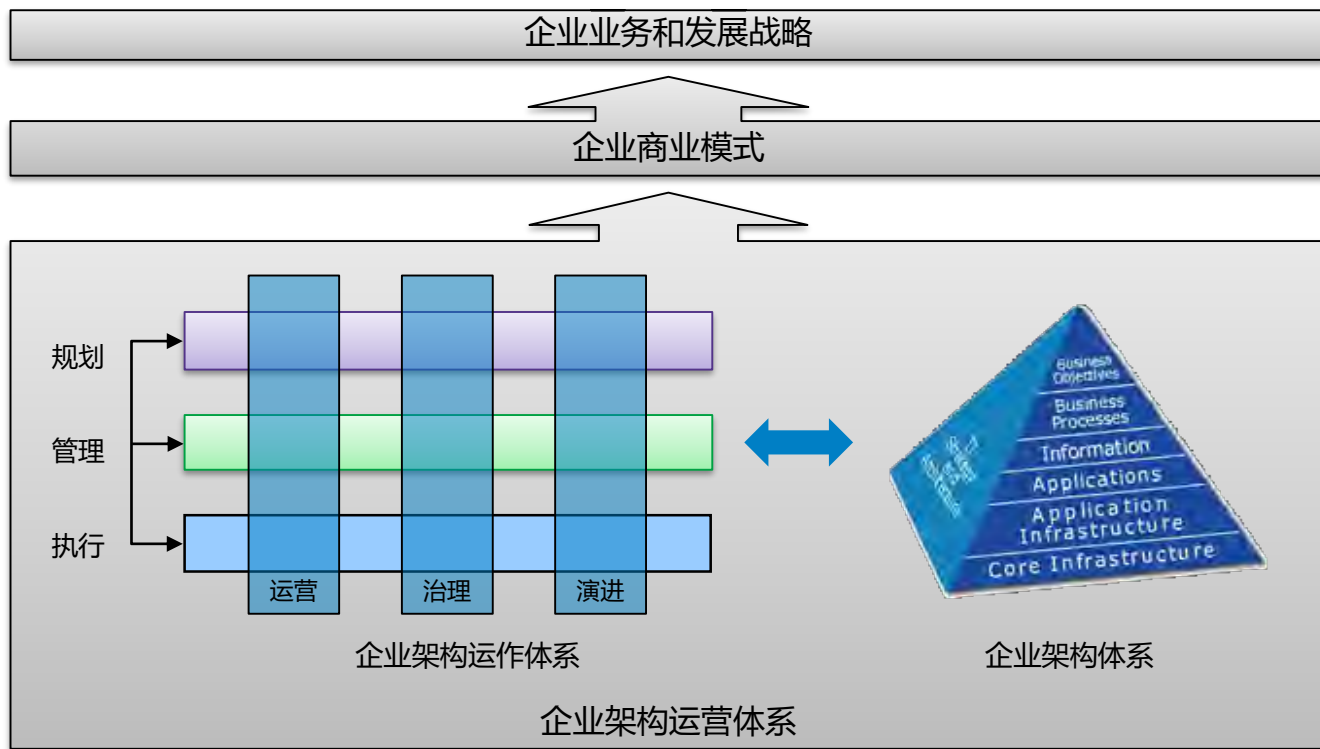 企业业务和发展战略
企业商业模式
规划
管理
执行
运营
治理
演进
Business
Objectives
Business
Processes
Information
Applications
Application
Infrastructure
Core Infrastructure
企业架构运作体系
企业架构体系
企业架构运营体系